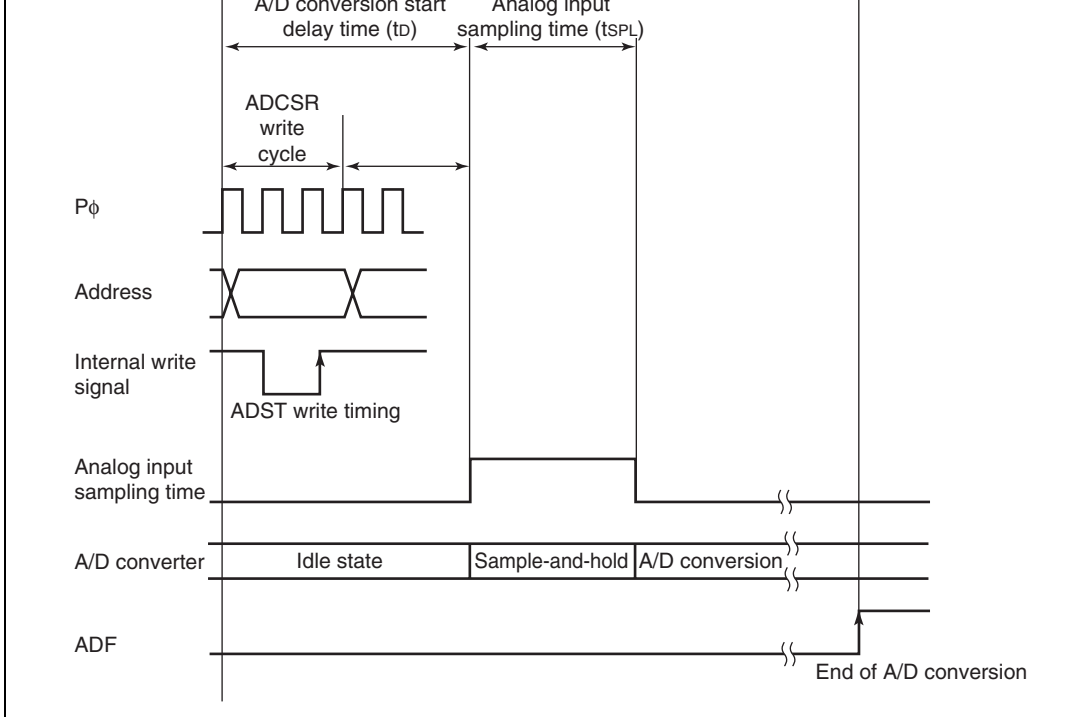 A/D conversion start
delay time (tD)
Analog input
sampling time (tSPL)
ADCSR
write
cycle
Pϕ
Address
Internal write
signal
ADST write timing
Analog input
sampling time
A/D converter
Idle state
Sample-and-hold
A/D conversion
ADF
End of A/D conversion